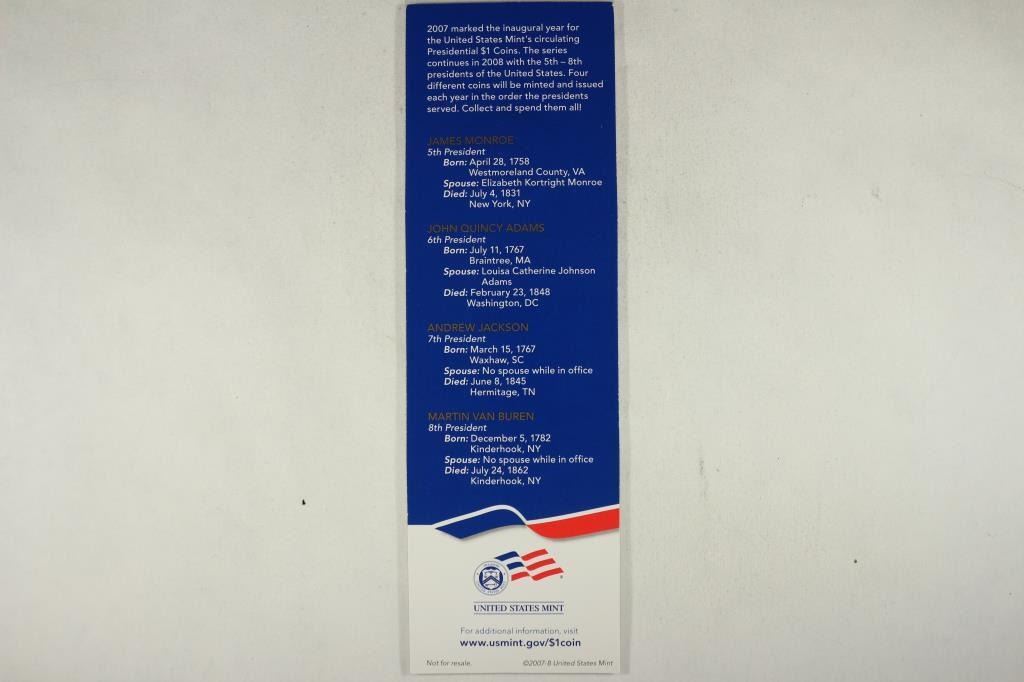 2007 marked the inaugural year for
the United States Mint's circulating
Presidential $1 Coins. The series
continues in 2008 with the 5th – 8th
presidents of the United States. Four
different coins will be minted and issued
each year in the order the presidents
served. Collect and spend them all!
JAMES MONROE
5th President
Born: April 28, 1758
Westmoreland County, VA
Spouse: Elizabeth Kortright Monroe
Died: July 4, 1831
New York, NY
JOHN QUINCY ADAMS
6th President
Born: July 11, 1767
Braintree, MA
Spouse: Louisa Catherine Johnson
Adams
Died: February 23, 1848
Washington, DC
ANDREW JACKSON
7th President
Born: March 15, 1767
Waxhaw, SC
Spouse: No spouse while in office
Died: June 8, 1845
Hermitage, TN
MARTIN VAN BUREN
8th President
Born: December 5, 1782
Kinderhook, NY
Spouse: No spouse while in office
Died: July 24, 1862
Kinderhook, NY
UNITED STATES MINT
For additional information, visit
www.usmint.gov/$1coin
Not for resale. ©2007-8 United States Mint